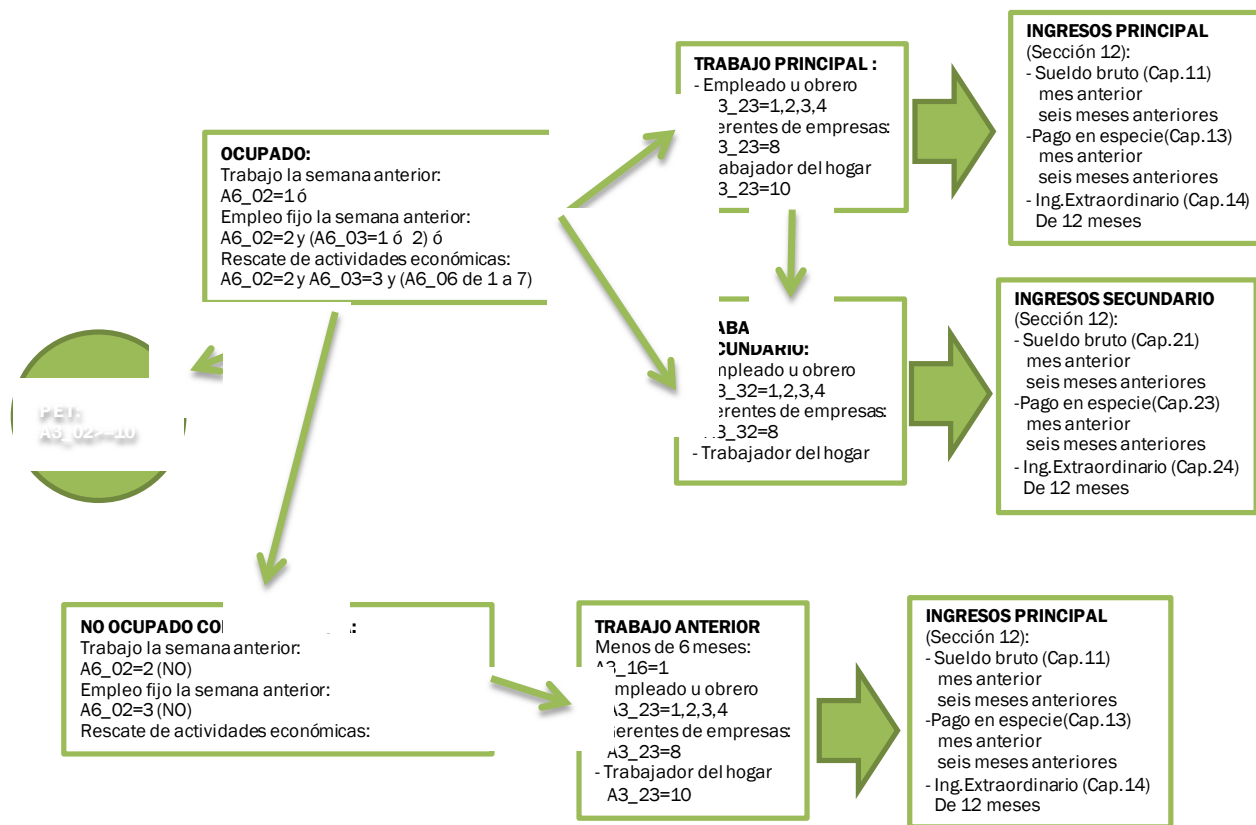 OCUPADO:
Trabajo la semana anterior:
A6_02=1 ó
Empleo fijo la semana anterior:
A6_02=2 y (A6_03=1 ó 2) ó
Rescate de actividades económicas:
A6_02=2 y A6_03=3 y (A6_06 de 1 a 7)
TRABAJO PRINCIPAL :
- Empleado u obrero
3_23=1,2,3,4
erentes de empresas:
3_23=8
abajador del hogar
3_23=10
INGRESOS PRINCIPAL
(Sección 12):
- Sueldo bruto (Cap.11)
mes anterior
seis meses anteriores
-Pago en especie(Cap.13)
mes anterior
seis meses anteriores
- Ing.Extraordinario (Cap.14)
De 12 meses
ABA
CUNDARIO:
mpleado u obrero
3_32=1,2,3,4
erentes de empresas:
A3_32=8
- Trabajador del hogar
INGRESOS SECUNDARIO
(Sección 12):
- Sueldo bruto (Cap.21)
mes anterior
seis meses anteriores
-Pago en especie(Cap.23)
mes anterior
seis meses anteriores
- Ing.Extraordinario (Cap.24)
De 12 meses
PET:
A3_02>=10
NO OCUPADO CO :
Trabajo la semana anterior:
A6_02=2 (NO)
Empleo fijo la semana anterior:
A6_02=3 (NO)
Rescate de actividades económicas:
TRABAJO ANTERIOR
Menos de 6 meses:
A3_16=1
mpleado u obrero
A3_23=1,2,3,4
erentes de empresas:
A3_23=8
- Trabajador del hogar
A3_23=10
INGRESOS PRINCIPAL
(Sección 12):
- Sueldo bruto (Cap.11)
mes anterior
seis meses anteriores
-Pago en especie(Cap.13)
mes anterior
seis meses anteriores
- Ing.Extraordinario (Cap.14)
De 12 meses